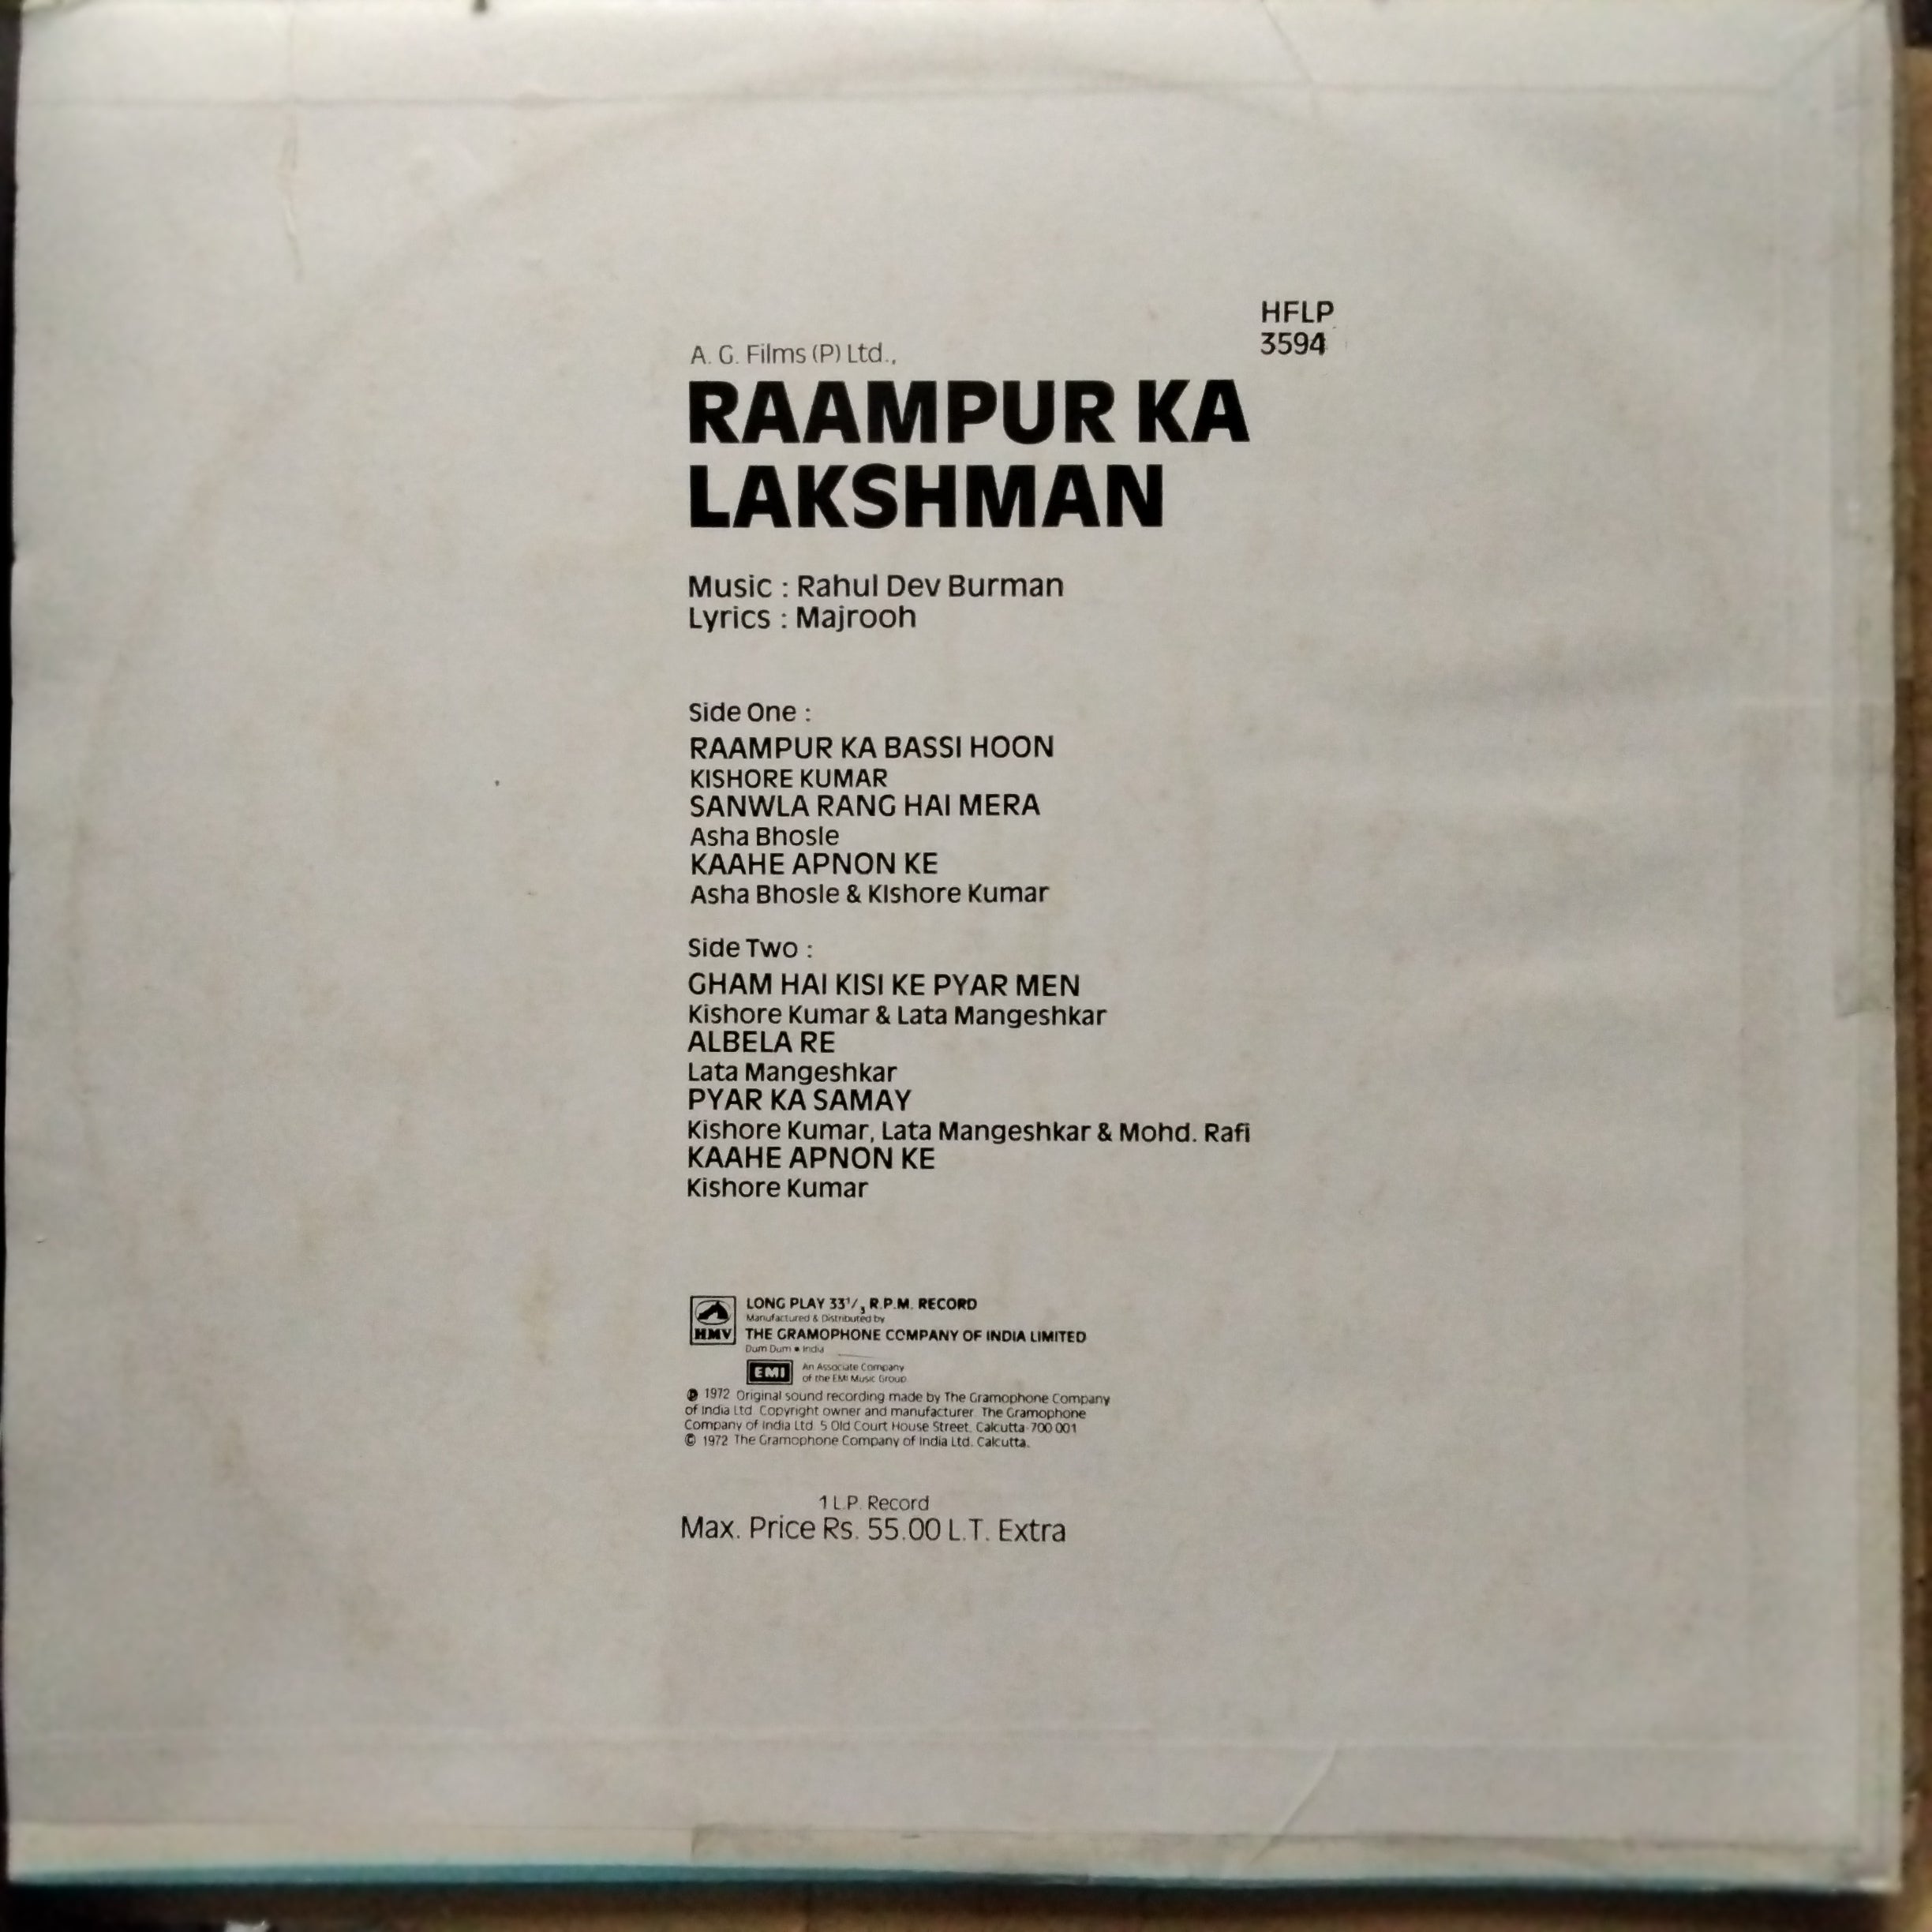 HFLP
3594
A. G. Films (P) Ltd.,
RAAMPUR KA
LAKSHMAN
Music : Rahul Dev Burman
Lyrics : Majrooh
Side One :
RAAMPUR KA BASSI HOON
KISHORE KUMAR
SANWLA RANG HAI MERA
Asha Bhosle
KAAHE APNON KE
Asha Bhosle & KIshore Kumar
Side Two :
GHAM HAI KISI KE PYAR MEN
Kishore Kumar & Lata Mangeshkar
ALBELA RE
Lata Mangeshkar
PYAR KA SAMAY
Kishore Kumar, Lata Mangeshkar & Mohd. Rafi
KAAHE APNON KE
Kishore Kumar
HMV
LONG PLAY 33¹/₃ R.P.M. RECORD
Manufactured & Distributed by
THE GRAMOPHONE COMPANY OF INDIA LIMITED
Dum Dum • India
EMI
An Associate Company
of the EMI Music Group
℗ 1972 Original sound recording made by The Gramophone Company
of India Ltd. Copyright owner and manufacturer. The Gramophone
Company of India Ltd. 5 Old Court House Street. Calcutta-700 001
© 1972 The Gramophone Company of India Ltd. Calcutta.
1 L.P. Record
Max. Price Rs. 55.00 L.T. Extra